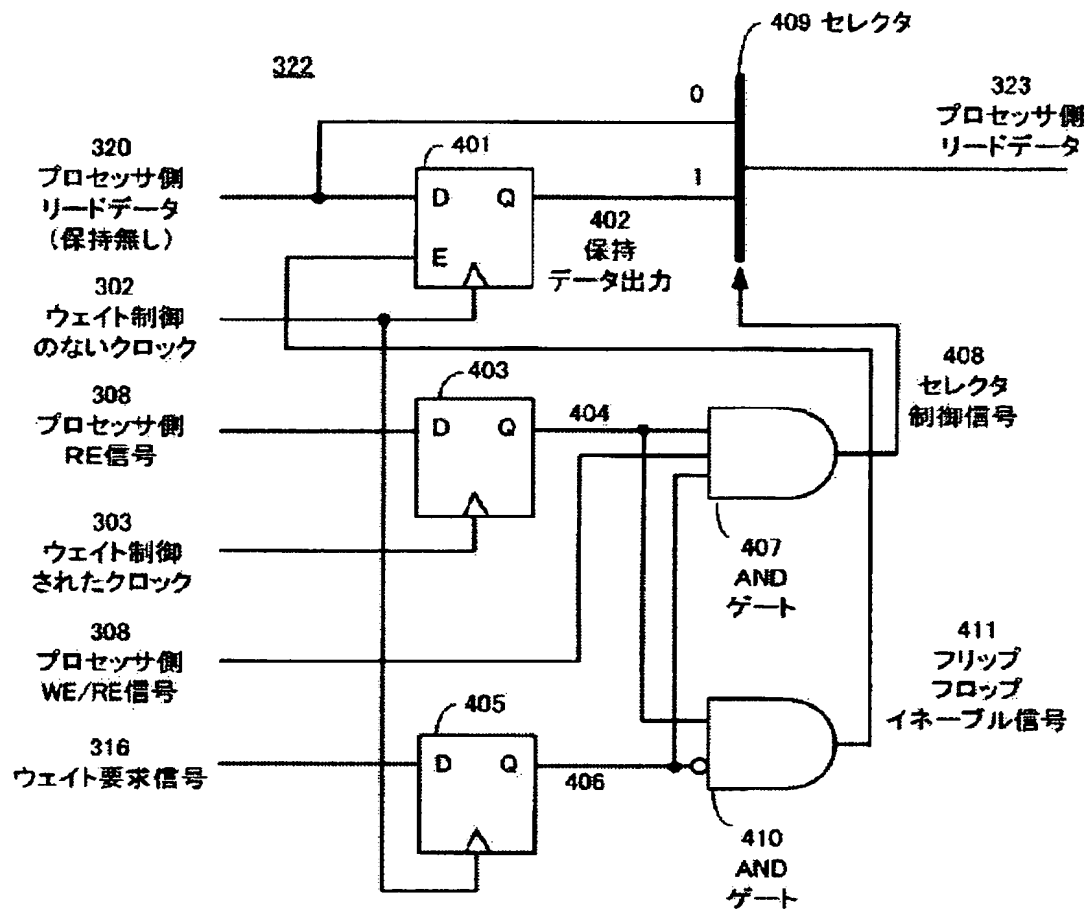 409 セレクタ
322
0
323
プロセッサ側
リードデータ
320
プロセッサ側
リードデータ
(保持無し)
401
D Q
E
1
402
保持
データ出力
302
ウェイト制御
のないクロック
308
プロセッサ側
RE信号
403
D Q
404
408
セレクタ
制御信号
303
ウェイト制御
されたクロック
407
AND
ゲート
308
プロセッサ側
WE/RE信号
411
フリップ
フロップ
イネーブル信号
316
ウェイト要求信号
405
D Q
406
410
AND
ゲート